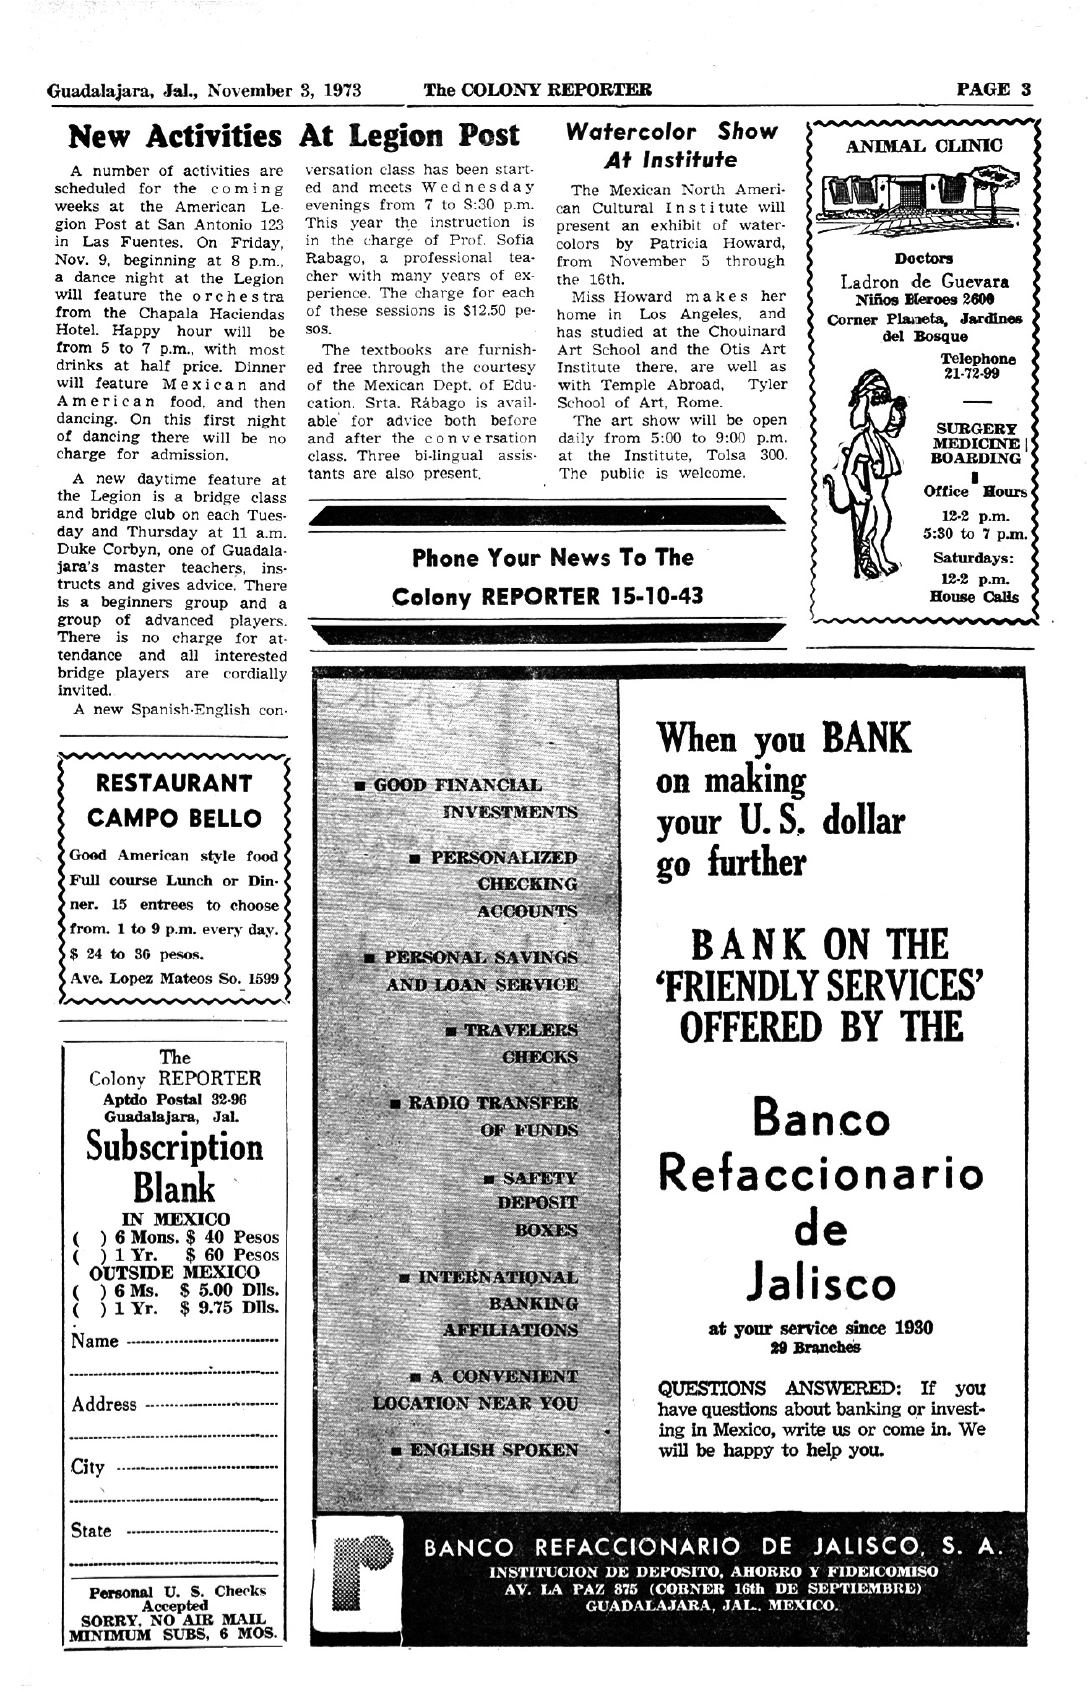 Guadalajara, Jal., November 3, 1973 The COLONY REPORTER PAGE 3
New Activities At Legion Post
A number of activities are
scheduled for the coming
weeks at the American Le-
gion Post at San Antonio 123
in Las Fuentes. On Friday,
Nov. 9, beginning at 8 p.m.,
a dance night at the Legion
will feature the orchestra
from the Chapala Haciendas
Hotel. Happy hour will be
from 5 to 7 p.m., with most
drinks at half price. Dinner
will feature Mexican and
American food, and then
dancing. On this first night
of dancing there will be no
charge for admission.
A new daytime feature at
the Legion is a bridge class
and bridge club on each Tues-
day and Thursday at 11 a.m.
Duke Corbyn, one of Guadala-
jara's master teachers, ins-
tructs and gives advice. There
is a beginners group and a
group of advanced players.
There is no charge for at-
tendance and all interested
bridge players are cordially
invited.
A new Spanish-English con-
versation class has been start-
ed and meets Wednesday
evenings from 7 to 8:30 p.m.
This year the instruction is
in the charge of Prof. Sofia
Rabago, a professional tea-
cher with many years of ex-
perience. The charge for each
of these sessions is $12.50 pe-
sos.
The textbooks are furnish-
ed free through the courtesy
of the Mexican Dept. of Edu-
cation. Srta. Rábago is avail-
able for advice both before
and after the conversation
class. Three bi-lingual assis-
tants are also present.
Watercolor Show
At Institute
The Mexican North Ameri-
can Cultural Institute will
present an exhibit of water-
colors by Patricia Howard,
from November 5 through
the 16th.
Miss Howard makes her
home in Los Angeles, and
has studied at the Chouinard
Art School and the Otis Art
Institute there, are well as
with Temple Abroad, Tyler
School of Art, Rome.
The art show will be open
daily from 5:00 to 9:00 p.m.
at the Institute, Tolsa 300.
The public is welcome.
Phone Your News To The
Colony REPORTER 15-10-43
ANIMAL CLINIC
Doctors
Ladron de Guevara
Niños Heroes 2600
Corner Planeta, Jardines
del Bosque
Telephone
21-72-99
SURGERY
MEDICINE
BOARDING
Office Hours
12-2 p.m.
5:30 to 7 p.m.
Saturdays:
12-2 p.m.
House Calls
RESTAURANT
CAMPO BELLO
Good American style food
Full course Lunch or Din-
ner. 15 entrees to choose
from. 1 to 9 p.m. every day.
$ 24 to 36 pesos.
Ave. Lopez Mateos So. 1599
The
Colony REPORTER
Aptdo Postal 32-96
Guadalajara, Jal.
Subscription
Blank
IN MEXICO
( ) 6 Mons. $ 40 Pesos
( ) 1 Yr. $ 60 Pesos
OUTSIDE MEXICO
( ) 6 Ms. $ 5.00 Dlls.
( ) 1 Yr. $ 9.75 Dlls.
Name
Address
City
State
Personal U. S. Checks
Accepted
SORRY, NO AIR MAIL
MINIMUM SUBS, 6 MOS.
■ GOOD FINANCIAL
INVESTMENTS
■ PERSONALIZED
CHECKING
ACCOUNTS
■ PERSONAL SAVINGS
AND LOAN SERVICE
■ TRAVELERS
CHECKS
■ RADIO TRANSFER
OF FUNDS
■ SAFETY
DEPOSIT
BOXES
■ INTERNATIONAL
BANKING
AFFILIATIONS
■ A CONVENIENT
LOCATION NEAR YOU
■ ENGLISH SPOKEN
When you BANK
on making
your U. S. dollar
go further
BANK ON THE
'FRIENDLY SERVICES'
OFFERED BY THE
Banco
Refaccionario
de
Jalisco
at your service since 1930
29 Branches
QUESTIONS ANSWERED: If you
have questions about banking or invest-
ing in Mexico, write us or come in. We
will be happy to help you.
r
BANCO REFACCIONARIO DE JALISCO, S. A.
INSTITUCION DE DEPOSITO, AHORRO Y FIDEICOMISO
AV. LA PAZ 875 (CORNER 16th DE SEPTIEMBRE)
GUADALAJARA, JAL. MEXICO.